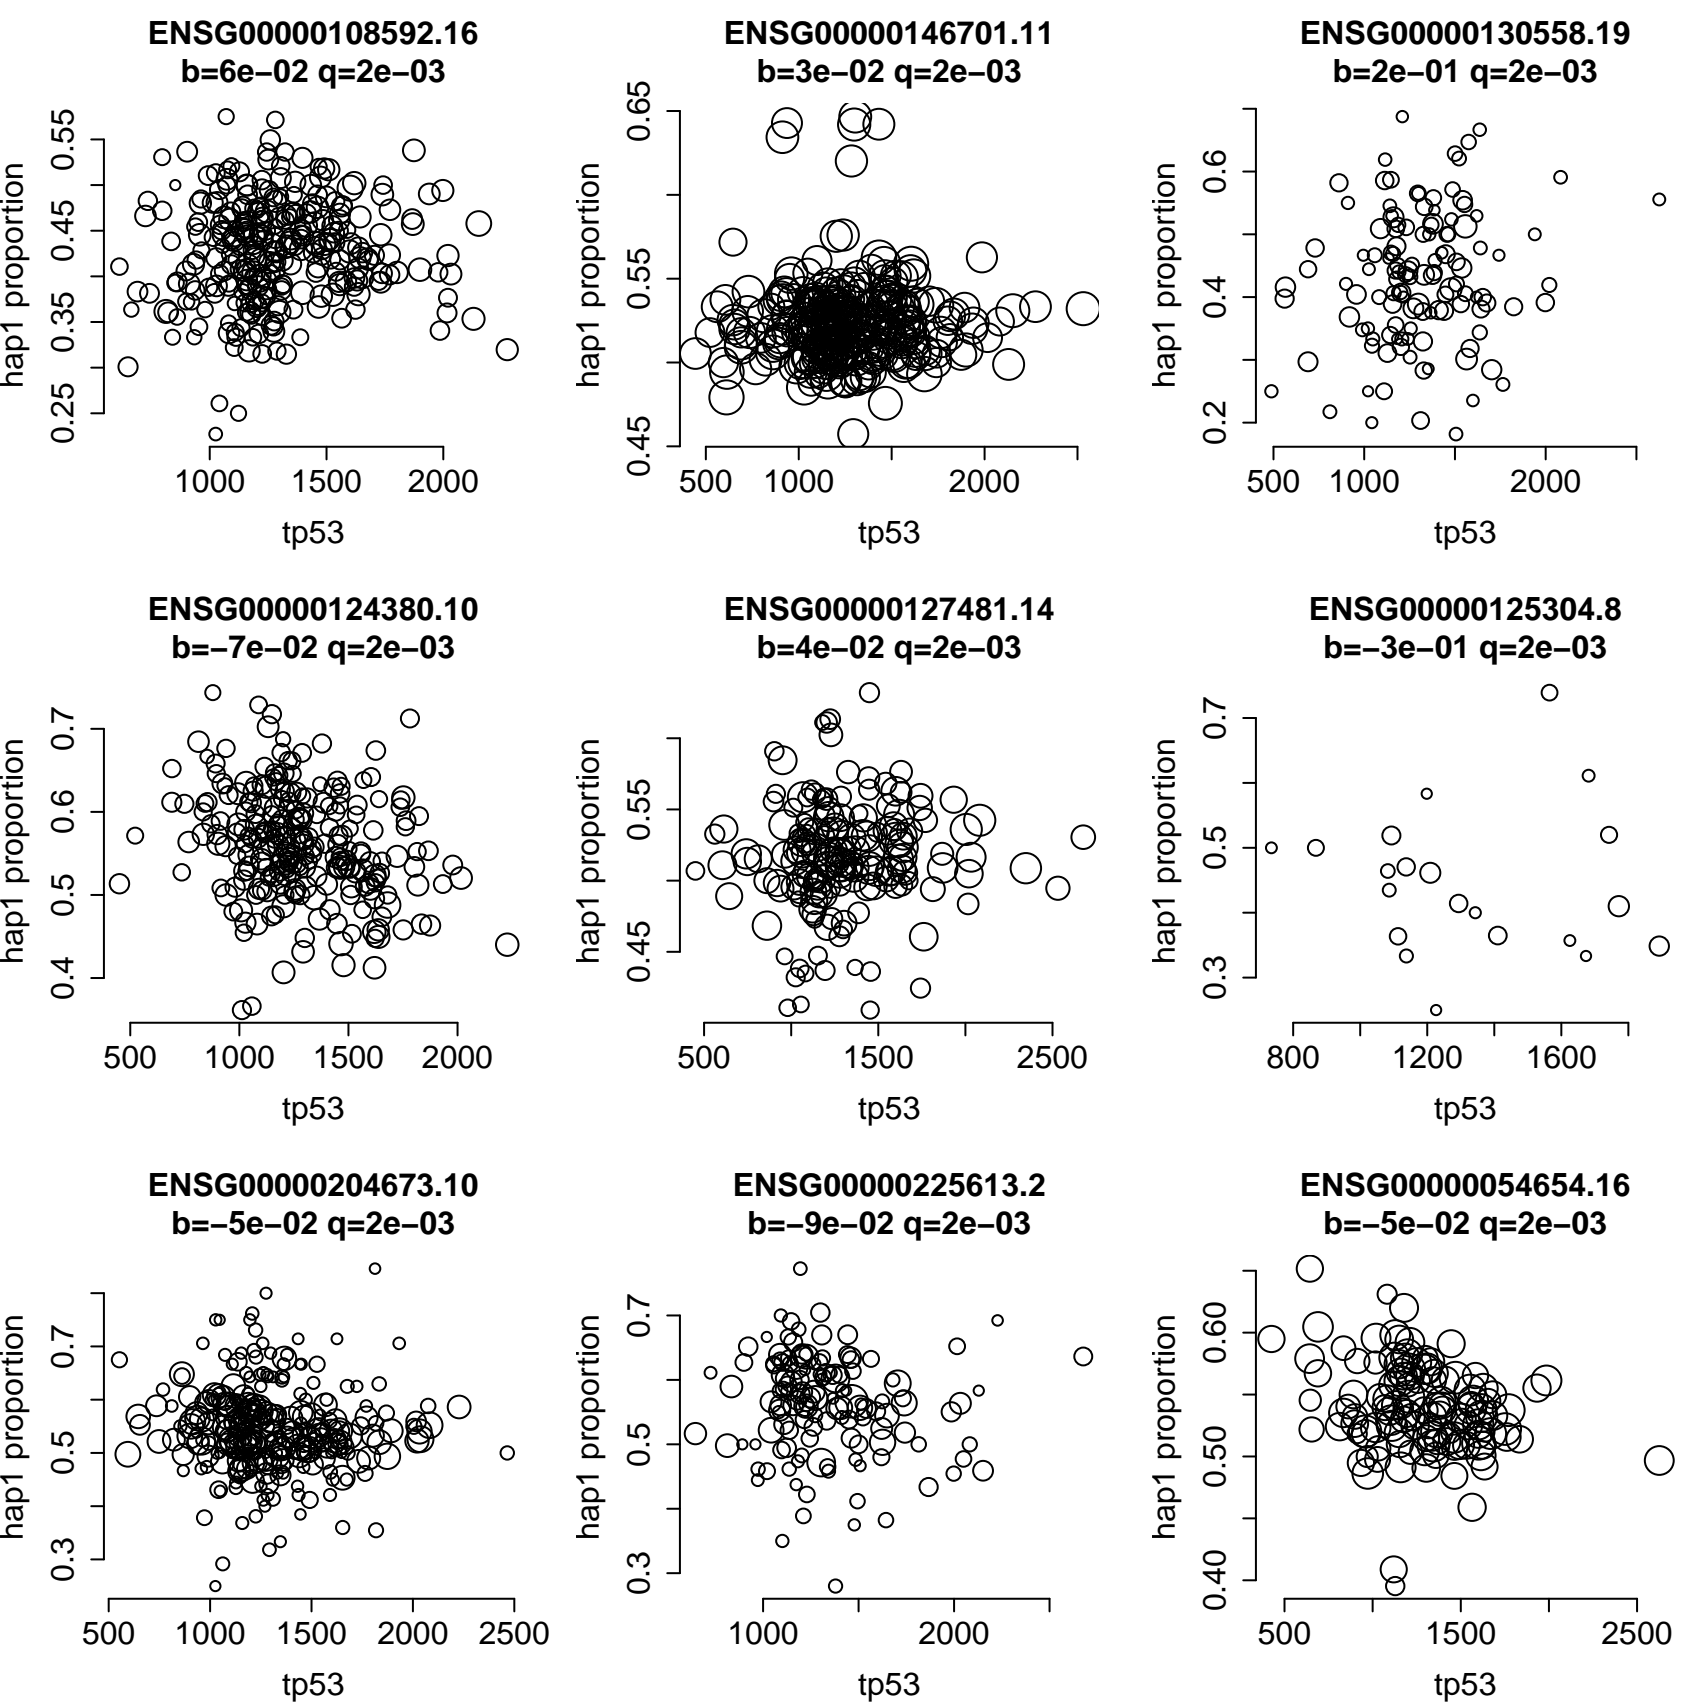 ENSG00000108592.16
b=6e−02 q=2e−03
hap1 proportion
0.25 0.35 0.45 0.55
1000 1500 2000
tp53
ENSG00000146701.11
b=3e−02 q=2e−03
hap1 proportion
0.45 0.55 0.65
500 1000 2000
tp53
ENSG00000130558.19
b=2e−01 q=2e−03
hap1 proportion
0.2 0.4 0.6
500 1000 2000
tp53
ENSG00000124380.10
b=−7e−02 q=2e−03
hap1 proportion
0.4 0.5 0.6 0.7
500 1000 1500 2000
tp53
ENSG00000127481.14
b=4e−02 q=2e−03
hap1 proportion
0.45 0.55
500 1500 2500
tp53
ENSG00000125304.8
b=−3e−01 q=2e−03
hap1 proportion
0.3 0.5 0.7
800 1200 1600
tp53
ENSG00000204673.10
b=−5e−02 q=2e−03
hap1 proportion
0.3 0.5 0.7
500 1000 1500 2000 2500
tp53
ENSG00000225613.2
b=−9e−02 q=2e−03
hap1 proportion
0.3 0.5 0.7
1000 2000
tp53
ENSG00000054654.16
b=−5e−02 q=2e−03
hap1 proportion
0.40 0.50 0.60
500 1500 2500
tp53